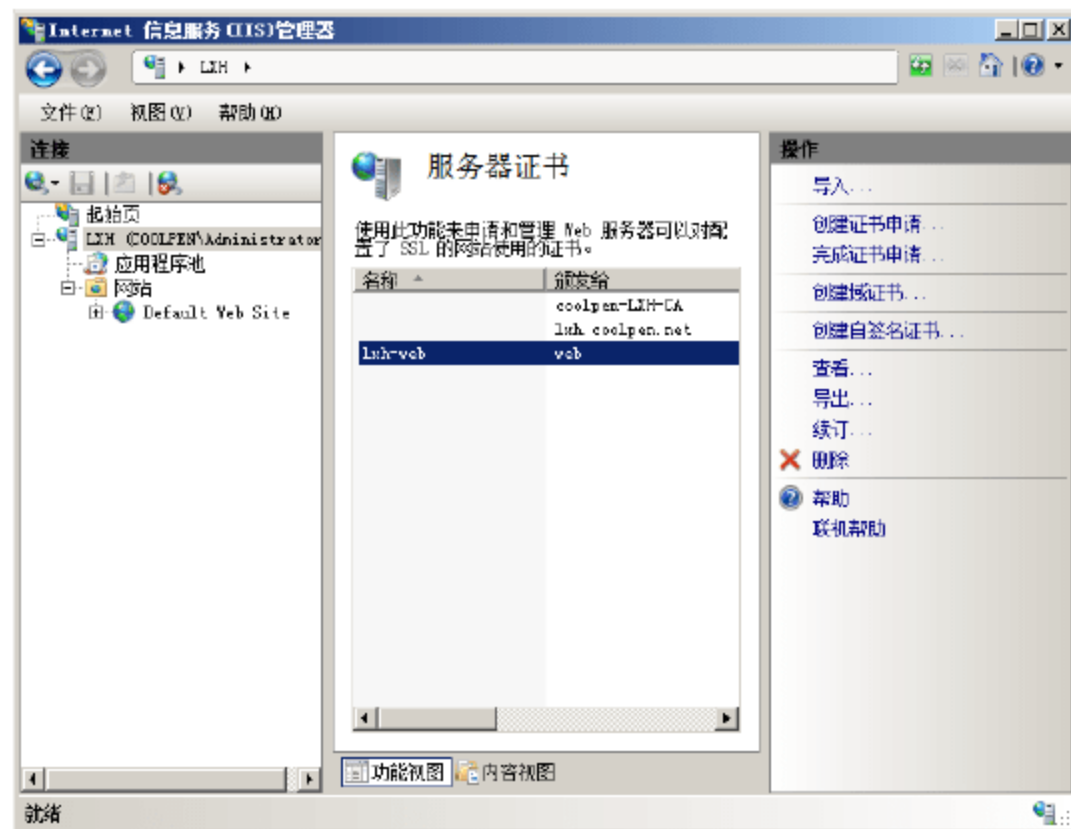 Internet 信息服务(IIS)管理器
LXH
文件(F) 视图(V) 帮助(H)
连接
起始页
LXH (COOLPEN\Administrator
应用程序池
网站
Default Web Site
服务器证书
使用此功能来申请和管理 Web 服务器可以对配
置了 SSL 的网站使用的证书。
名称 颁发给
coolpen-LXH-CA
lxh.coolpen.net
lxh-web web
功能视图 内容视图
操作
导入...
创建证书申请...
完成证书申请...
创建域证书...
创建自签名证书...
查看...
导出...
续订...
删除
帮助
联机帮助
就绪